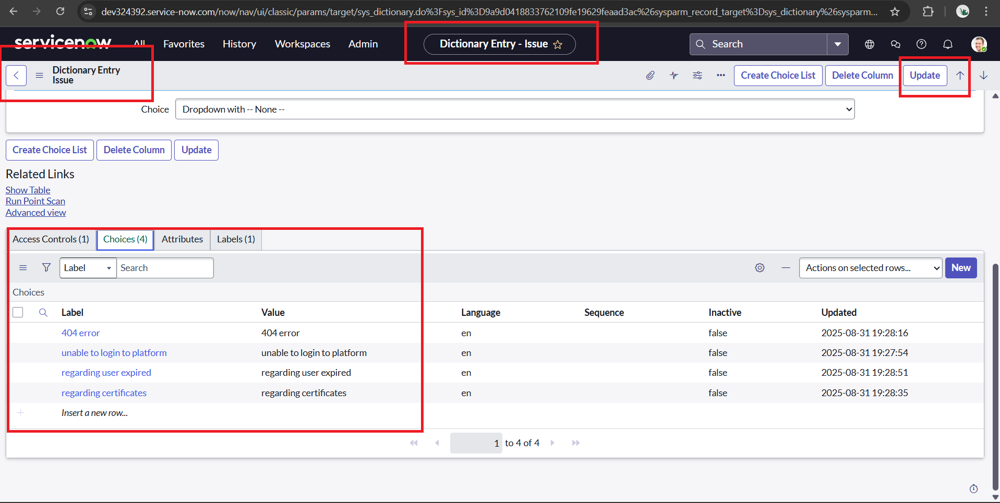 dev324392.service-now.com/now/nav/ui/classic/params/target/sys_dictionary.do%3Fsys_id%3D9a9d0418833762109fe19629feaad3ac%26sysparm_record_target%3Dsys_dictionary%26sysparm...
servicenow All Favorites History Workspaces Admin Dictionary Entry - Issue Search
Dictionary Entry
Issue
Create Choice List Delete Column Update
Choice Dropdown with -- None --
Create Choice List Delete Column Update
Related Links
Show Table
Run Point Scan
Advanced view
Access Controls (1) Choices (4) Attributes Labels (1)
Label Search Actions on selected rows... New
Choices
Label Value Language Sequence Inactive Updated
404 error 404 error en false 2025-08-31 19:28:16
unable to login to platform unable to login to platform en false 2025-08-31 19:27:54
regarding user expired regarding user expired en false 2025-08-31 19:28:51
regarding certificates regarding certificates en false 2025-08-31 19:28:35
Insert a new row...
1 to 4 of 4